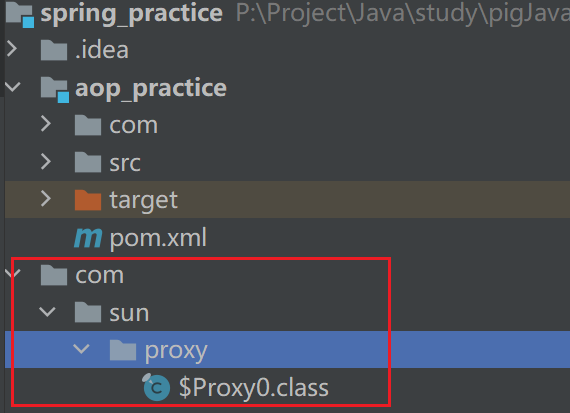 spring_practice P:\Project\Java\study\pigJava
.idea
aop_practice
com
src
target
pom.xml
com
sun
proxy
$Proxy0.class